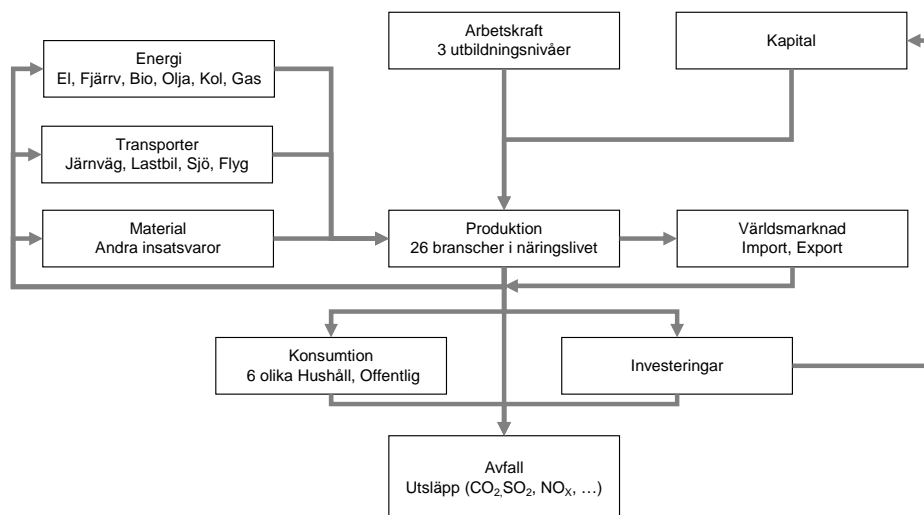 Arbetskraft
3 utbildningsnivåer
Kapital
Energi
El, Fjärrv, Bio, Olja, Kol, Gas
Transporter
Järnväg, Lastbil, Sjö, Flyg
Material
Andra insatsvaror
Produktion
26 branscher i näringslivet
Världsmarknad
Import, Export
Konsumtion
6 olika Hushåll, Offentlig
Investeringar
Avfall
Utsläpp (CO₂,SO₂, NOₓ, …)